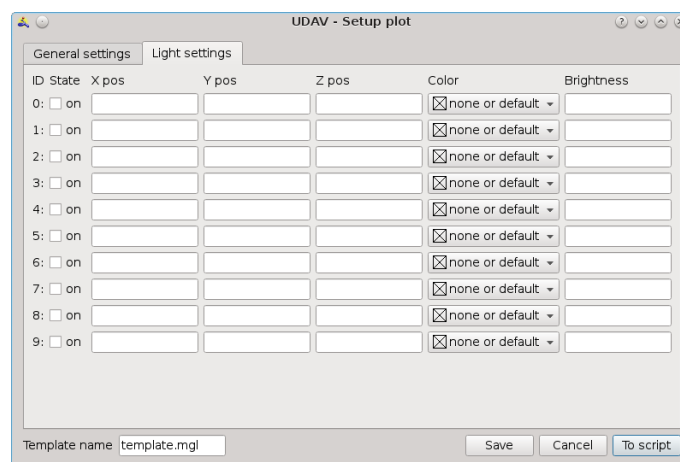 UDAV - Setup plot
General settings Light settings
ID State X pos Y pos Z pos Color Brightness
0: on none or default
1: on none or default
2: on none or default
3: on none or default
4: on none or default
5: on none or default
6: on none or default
7: on none or default
8: on none or default
9: on none or default
Template name template.mgl Save Cancel To script